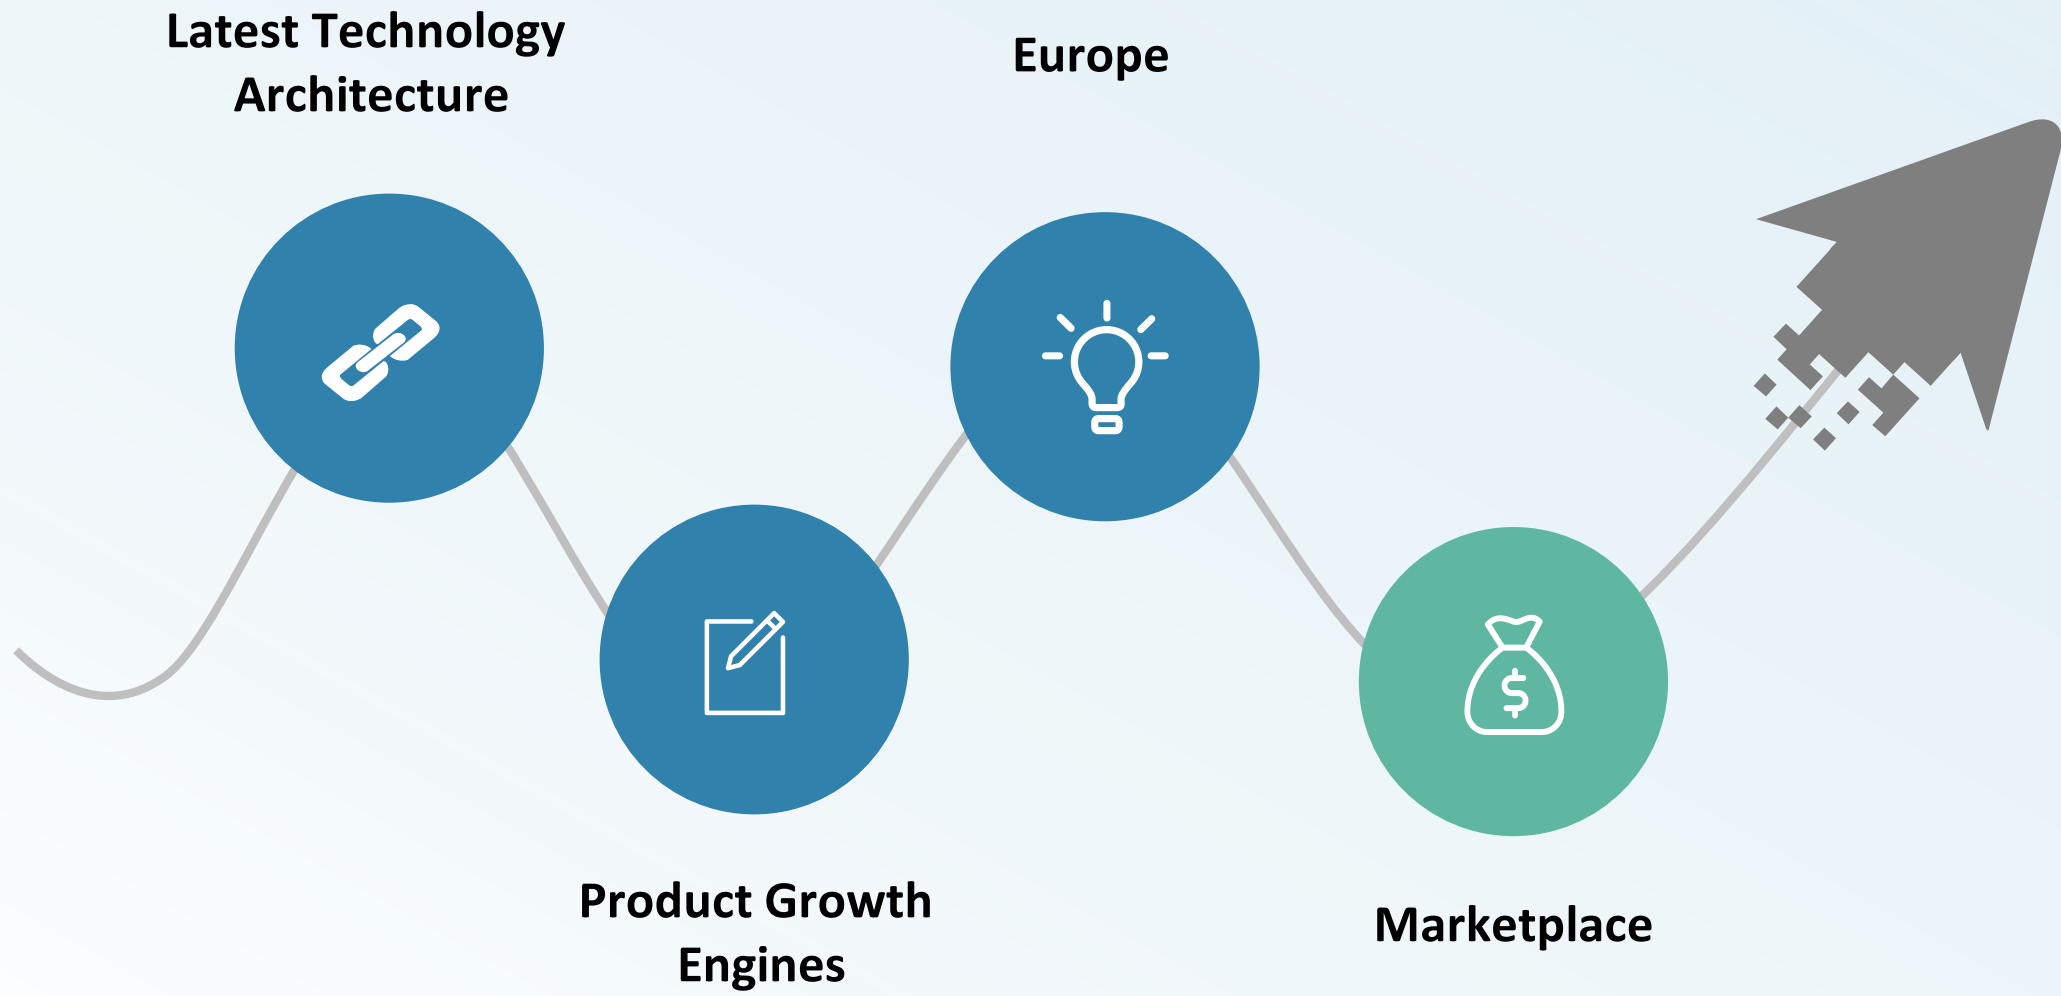 Latest Technology
Architecture
Europe
$
Product Growth
Engines
Marketplace